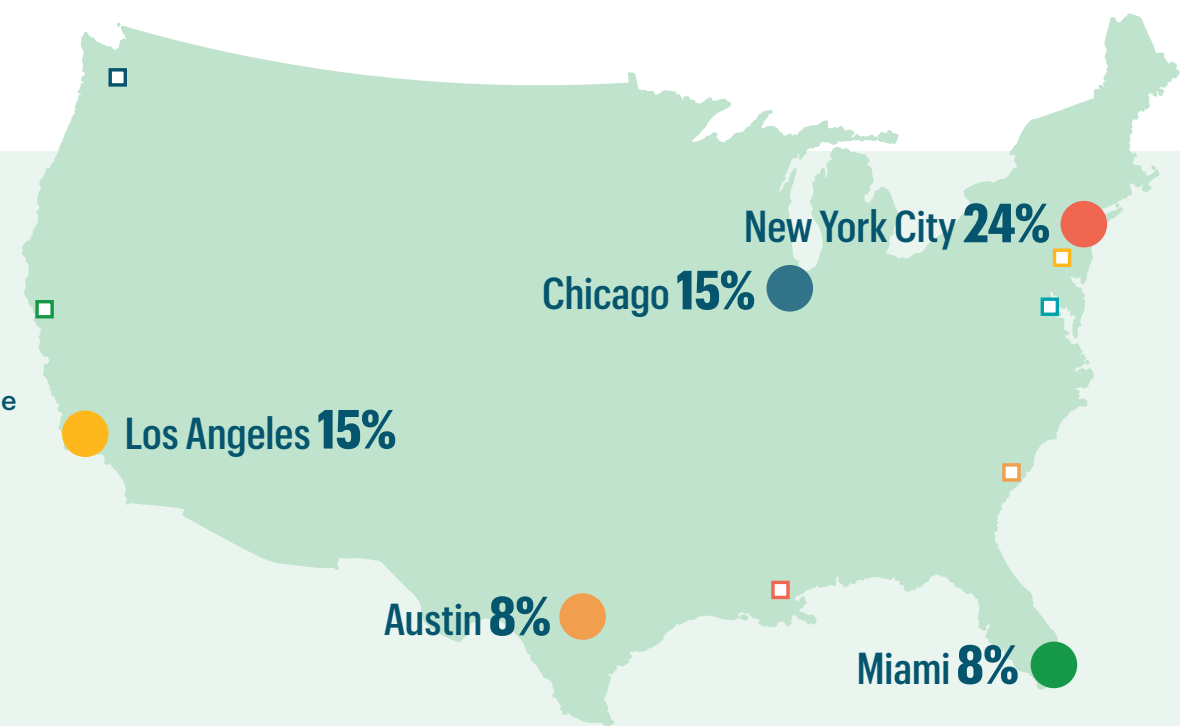 New York City 24%
Chicago 15%
e
Los Angeles 15%
Austin 8%
Miami 8%